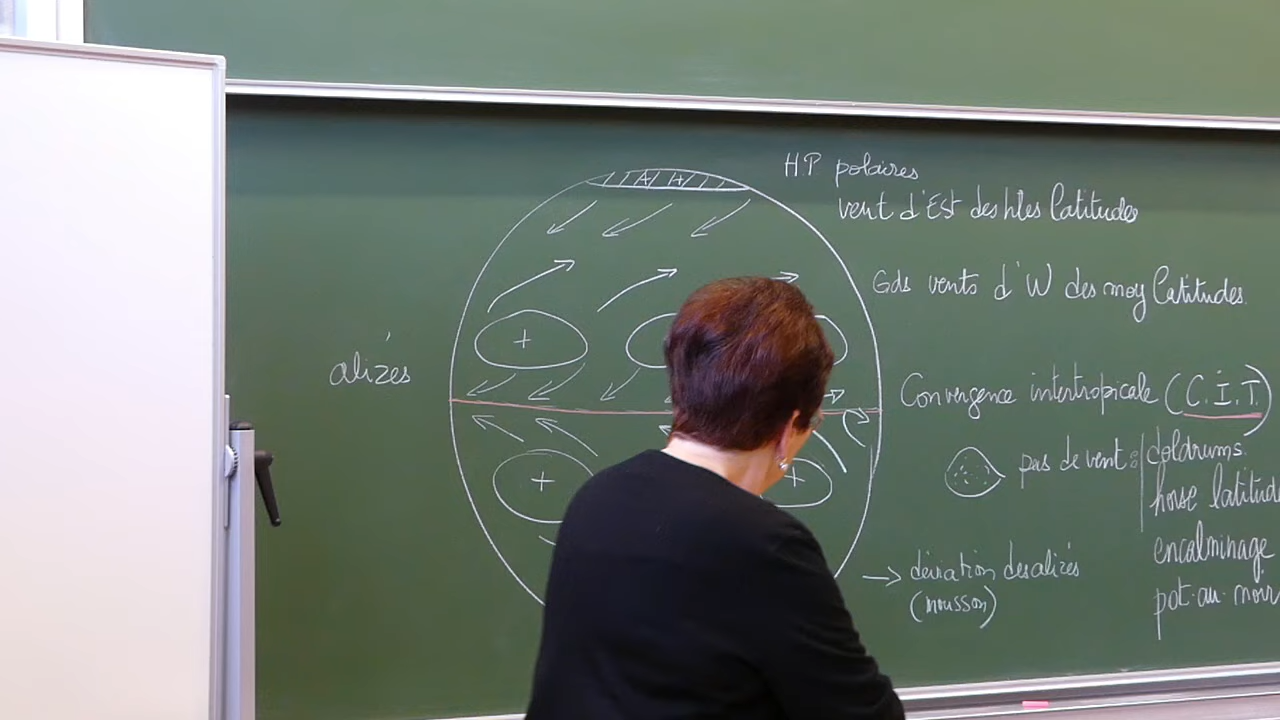 HP polaires
A H
vent d'Est des htes latitudes
Gds vents d'W des moy latitudes
+
alizés
Convergence intertropicale (C.I.T.)
pas de vent : doldrums
horse latitud
+ +
encalminage
→ déviation des alizés
pot-au-noir
(mousson)